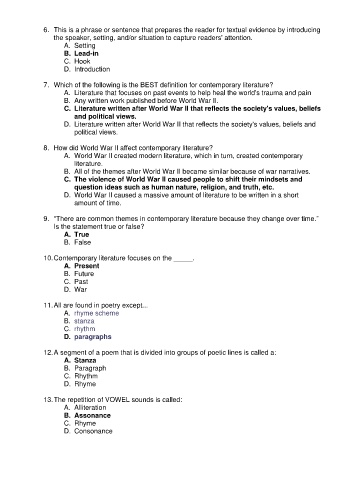 6. This is a phrase or sentence that prepares the reader for textual evidence by introducing
the speaker, setting, and/or situation to capture readers' attention.
A. Setting
B. Lead-in
C. Hook
D. Introduction
7. Which of the following is the BEST definition for contemporary literature?
A. Literature that focuses on past events to help heal the world's trauma and pain
B. Any written work published before World War II.
C. Literature written after World War II that reflects the society's values, beliefs
and political views.
D. Literature written after World War II that reflects the society's values, beliefs and
political views.
8. How did World War II affect contemporary literature?
A. World War II created modern literature, which in turn, created contemporary
literature.
B. All of the themes after World War II became similar because of war narratives.
C. The violence of World War II caused people to shift their mindsets and
question ideas such as human nature, religion, and truth, etc.
D. World War II caused a massive amount of literature to be written in a short
amount of time.
9. "There are common themes in contemporary literature because they change over time."
Is the statement true or false?
A. True
B. False
10. Contemporary literature focuses on the _____.
A. Present
B. Future
C. Past
D. War
11. All are found in poetry except...
A. rhyme scheme
B. stanza
C. rhythm
D. paragraphs
12. A segment of a poem that is divided into groups of poetic lines is called a:
A. Stanza
B. Paragraph
C. Rhythm
D. Rhyme
13. The repetition of VOWEL sounds is called:
A. Alliteration
B. Assonance
C. Rhyme
D. Consonance